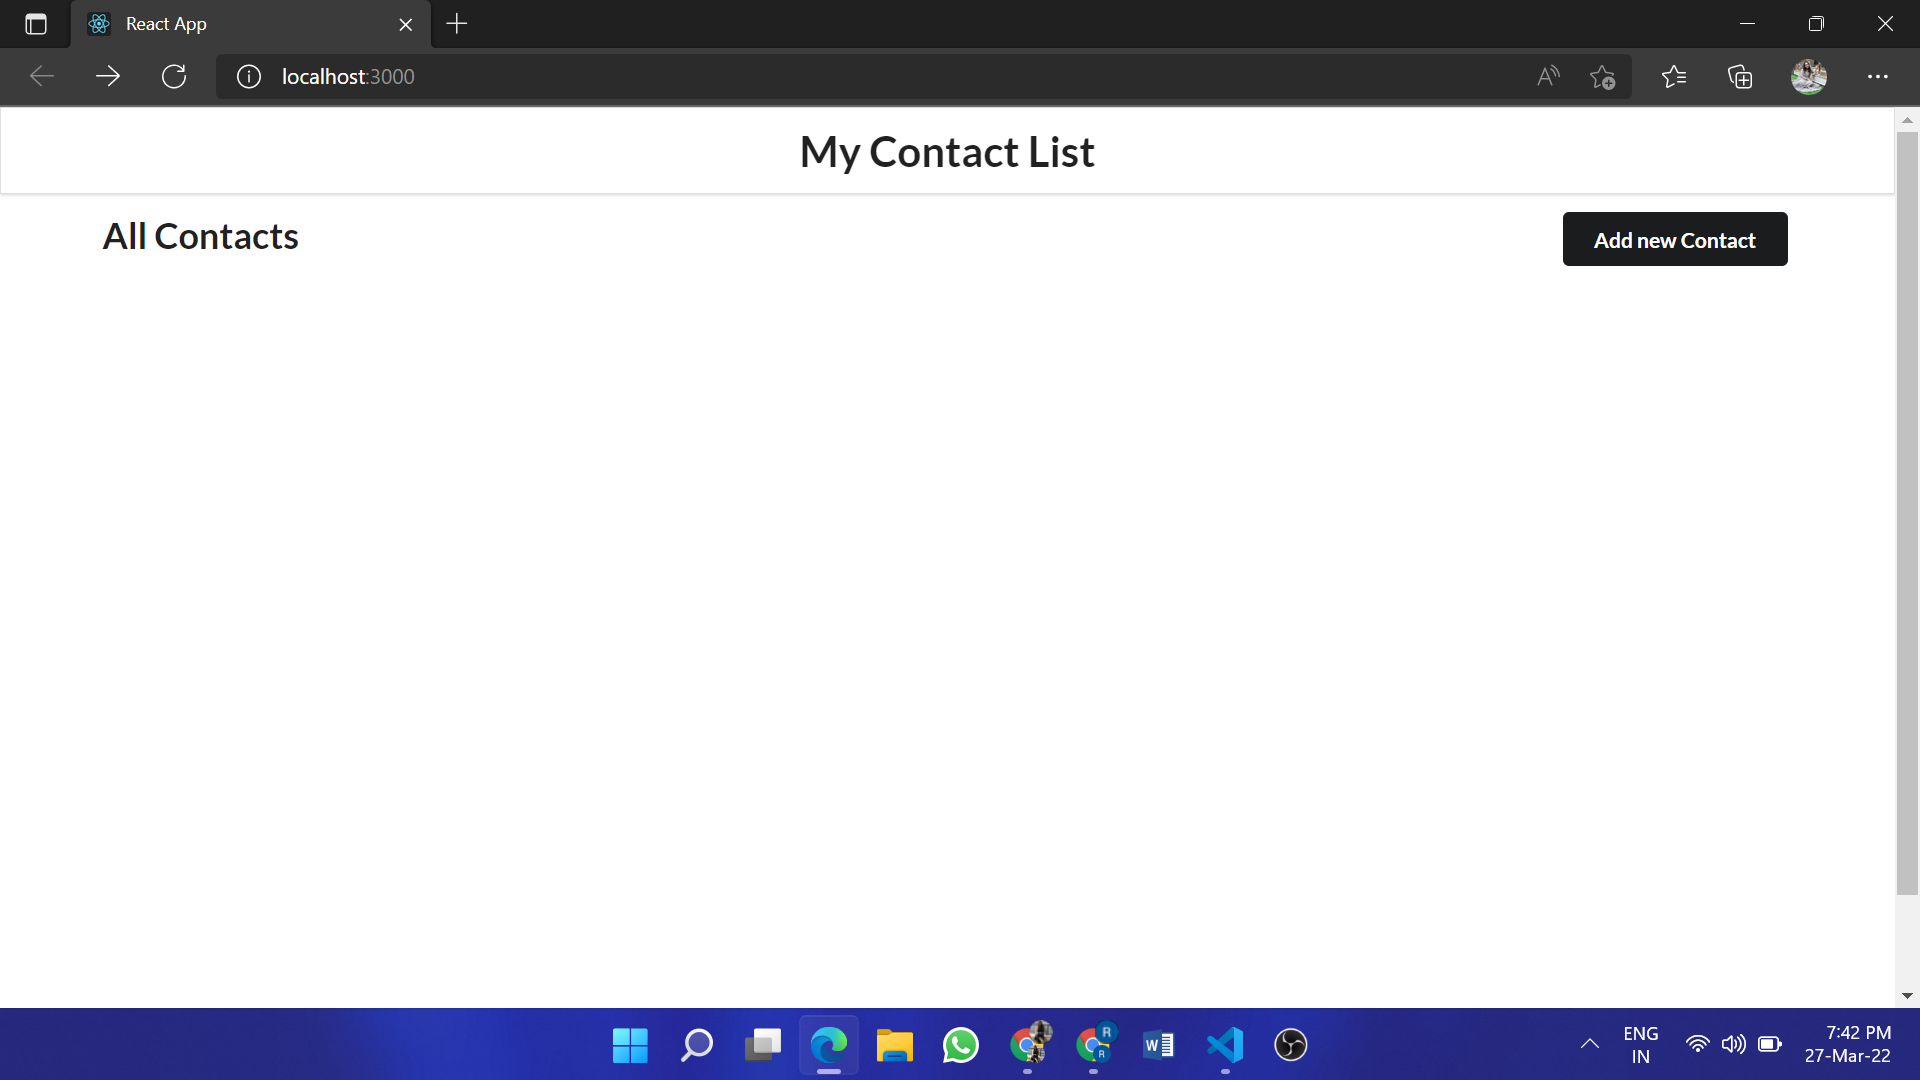 React App
localhost:3000
My Contact List
All Contacts
Add new Contact
ENG
IN
7:42 PM
27-Mar-22